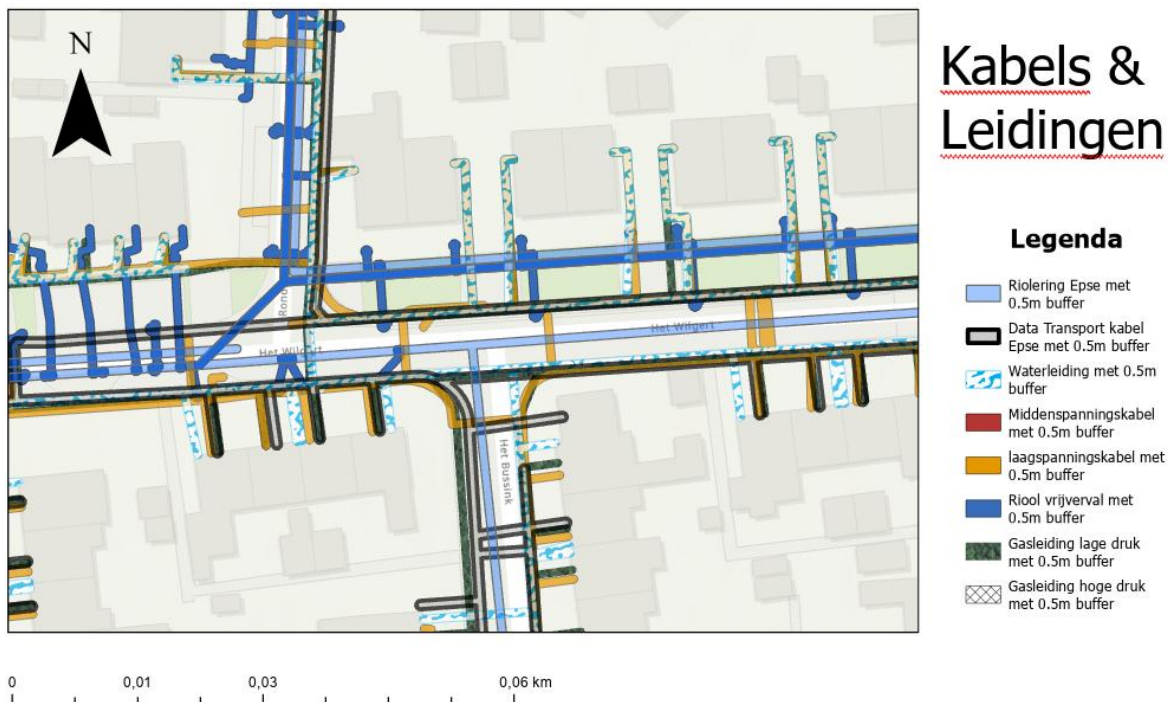 N
Kabels &
Leidingen
Rond
Het Wilgert
Het Wilgert
Het Bussink
Legenda
Riolering Epse met
0.5m buffer
Data Transport kabel
Epse met 0.5m buffer
Waterleiding met 0.5m
buffer
Middenspanningskabel
met 0.5m buffer
laagspanningskabel met
0.5m buffer
Riool vrijverval met
0.5m buffer
Gasleiding lage druk
met 0.5m buffer
Gasleiding hoge druk
met 0.5m buffer
0 0,01 0,03 0,06 km